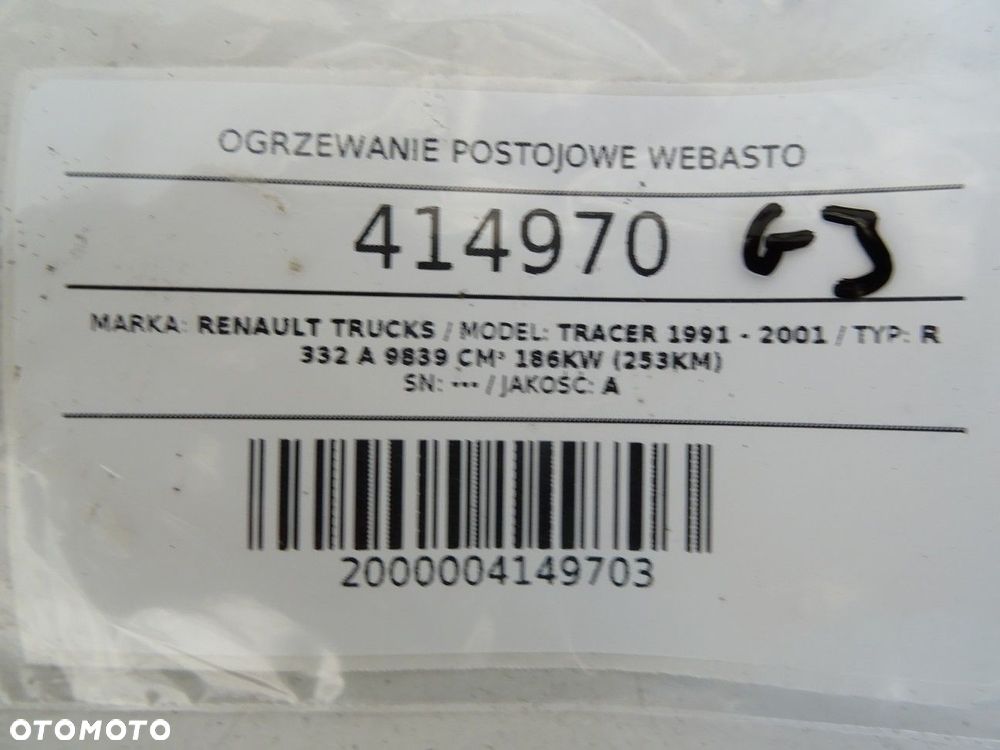 OGRZEWANIE POSTOJOWE WEBASTO
414970 GJ
MARKA: RENAULT TRUCKS / MODEL: TRACER 1991 - 2001 / TYP: R
332 A 9839 CM³ 186KW (253KM)
SN: --- / JAKOŚĆ: A
2000004149703
OTOMOTO